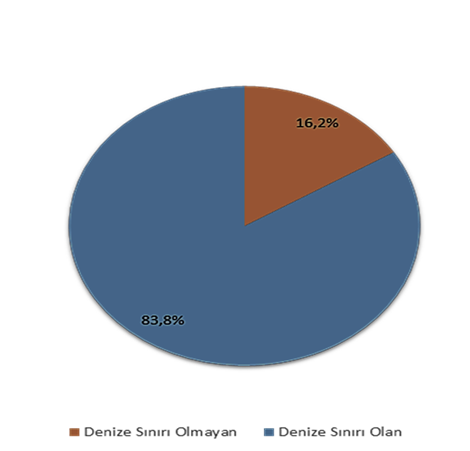 16,2%
83,8%
Denize Sınırı Olmayan Denize Sınırı Olan